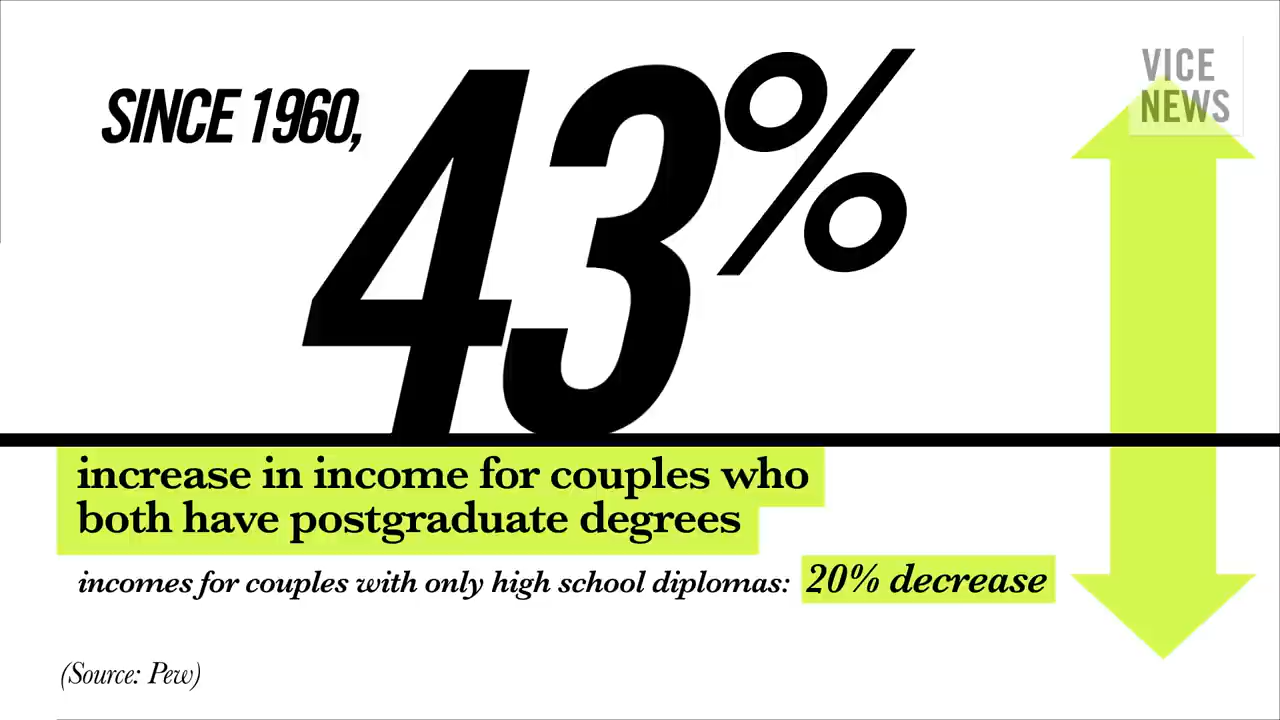 SINCE 1960,
43%
VICE
NEWS
increase in income for couples who
both have postgraduate degrees
incomes for couples with only high school diplomas: 20% decrease
(Source: Pew)